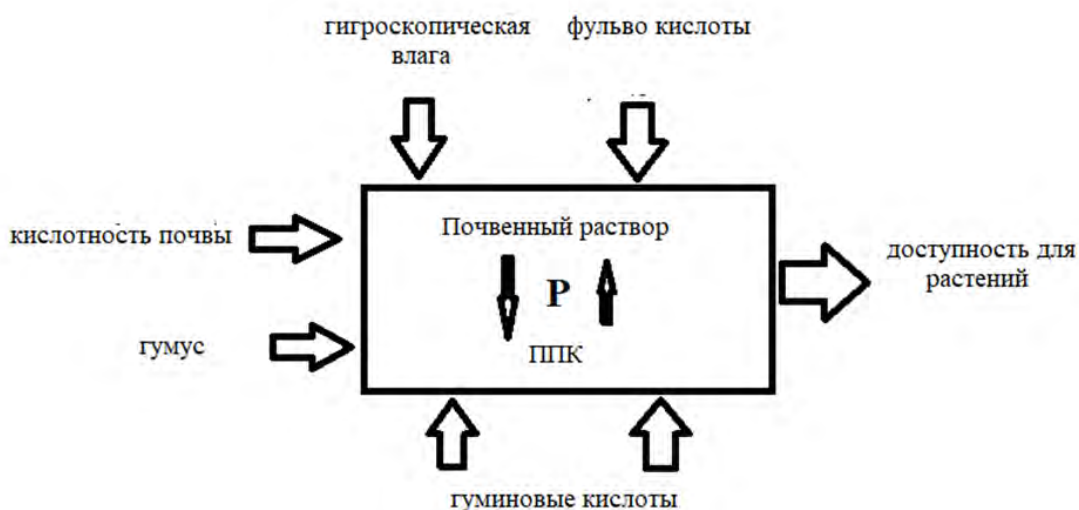 гигроскопическая
влага
фульво кислоты
кислотность почвы
Почвенный раствор
доступность для
растений
P
гумус
ППК
гуминовые кислоты